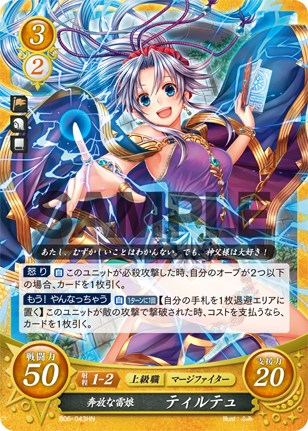 3
2
SAMPLE
あたし、むずかしいことはわかんない。でも、神父様は大好き!
怒り 自 このユニットが必殺攻撃した時、自分のオーブが2つ以下
の場合、カードを1枚引く。
もう!やんなっちゃう 自 1ターンに1回 【自分の手札を1枚退避エリアに
置く】このユニットが敵の攻撃で撃破された時、コストを支払うなら、
カードを1枚引く。
戦闘力 50 射程 1-2 上級職 マージファイター 支援力 20
奔放な雷娘 ティルテュ
B06-043HN Illust: